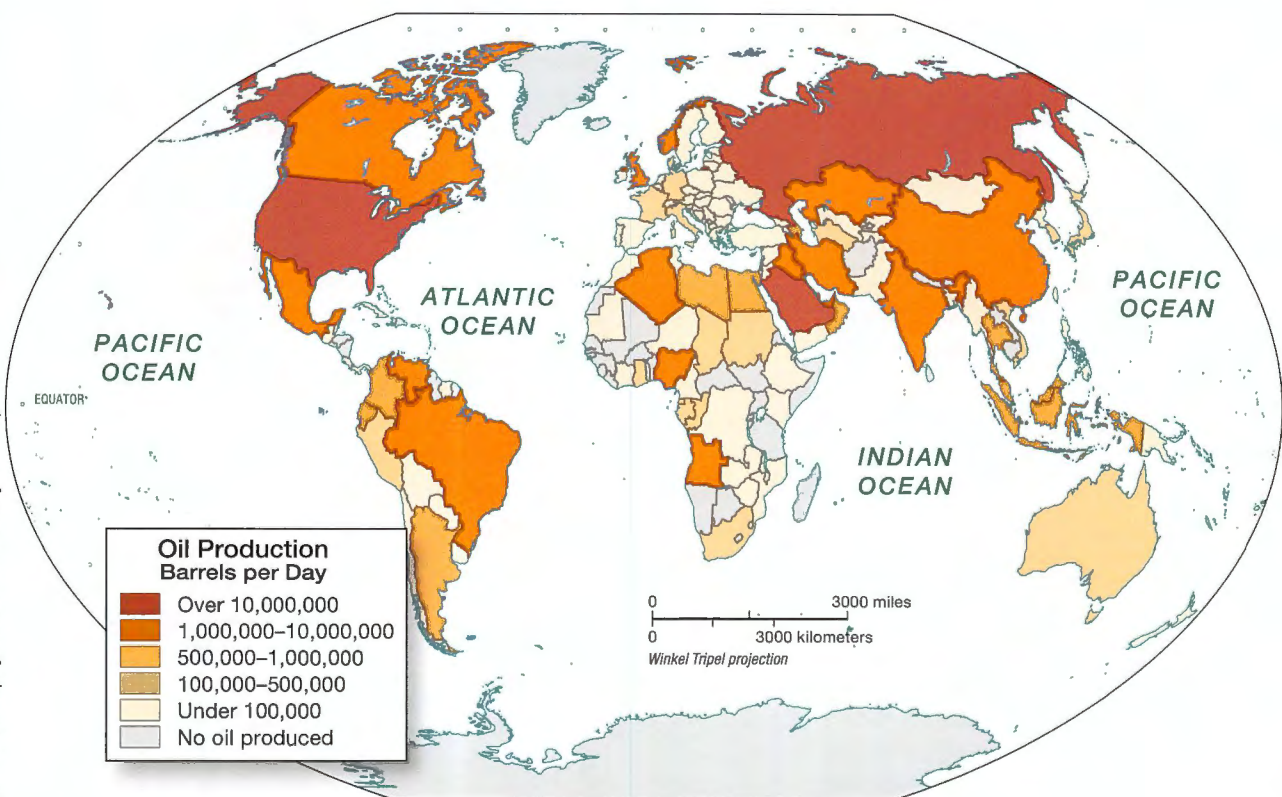 PACIFIC
OCEAN
EQUATOR
ATLANTIC
OCEAN
INDIAN
OCEAN
PACIFIC
OCEAN
Oil Production
Barrels per Day
Over 10,000,000
1,000,000–10,000,000
500,000–1,000,000
100,000–500,000
Under 100,000
No oil produced
0 3000 miles
0 3000 kilometers
Winkel Tripel projection